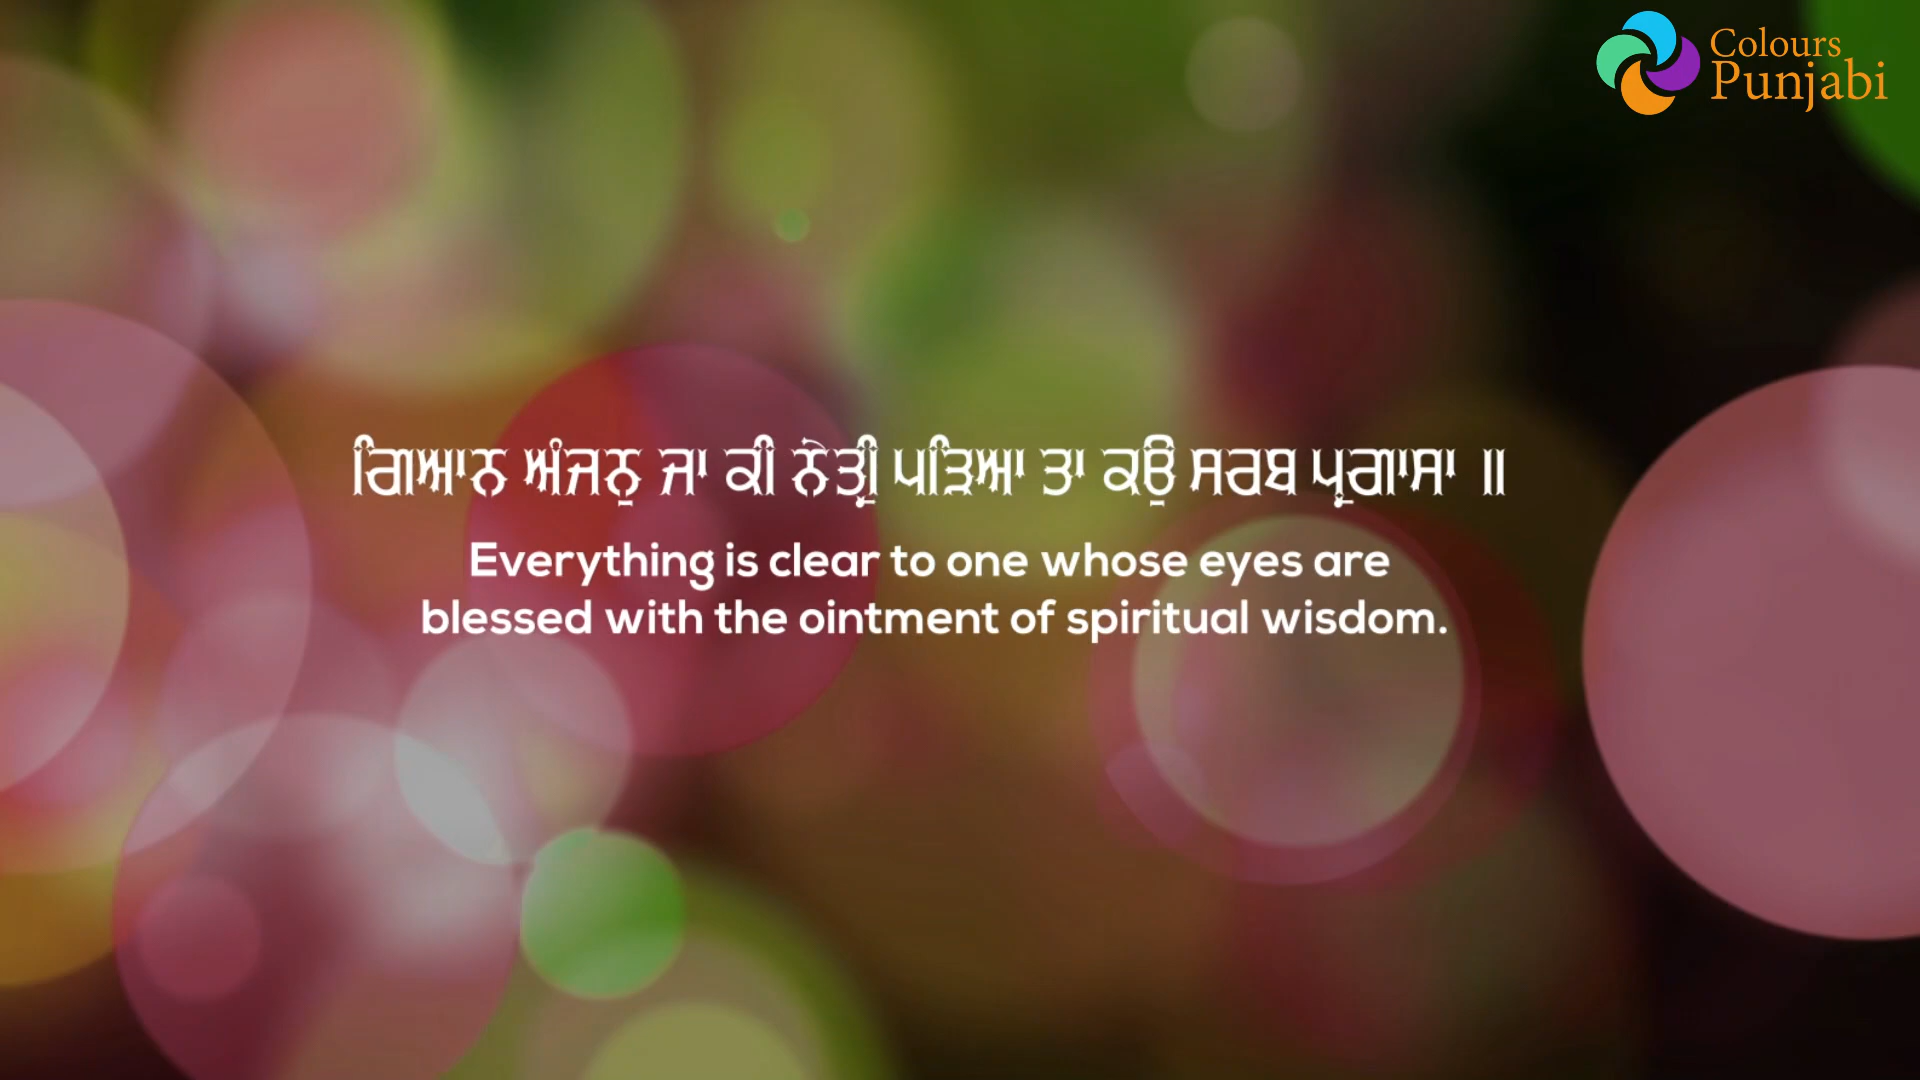 Colours
Punjabi
ਗਿਆਨ ਅੰਜਨੁ ਜਾ ਕੀ ਨੇਤ੍ਰੀ ਪੜਿਆ ਤਾ ਕਉ ਸਰਬ ਪ੍ਰਗਾਸਾ ॥
Everything is clear to one whose eyes are
blessed with the ointment of spiritual wisdom.